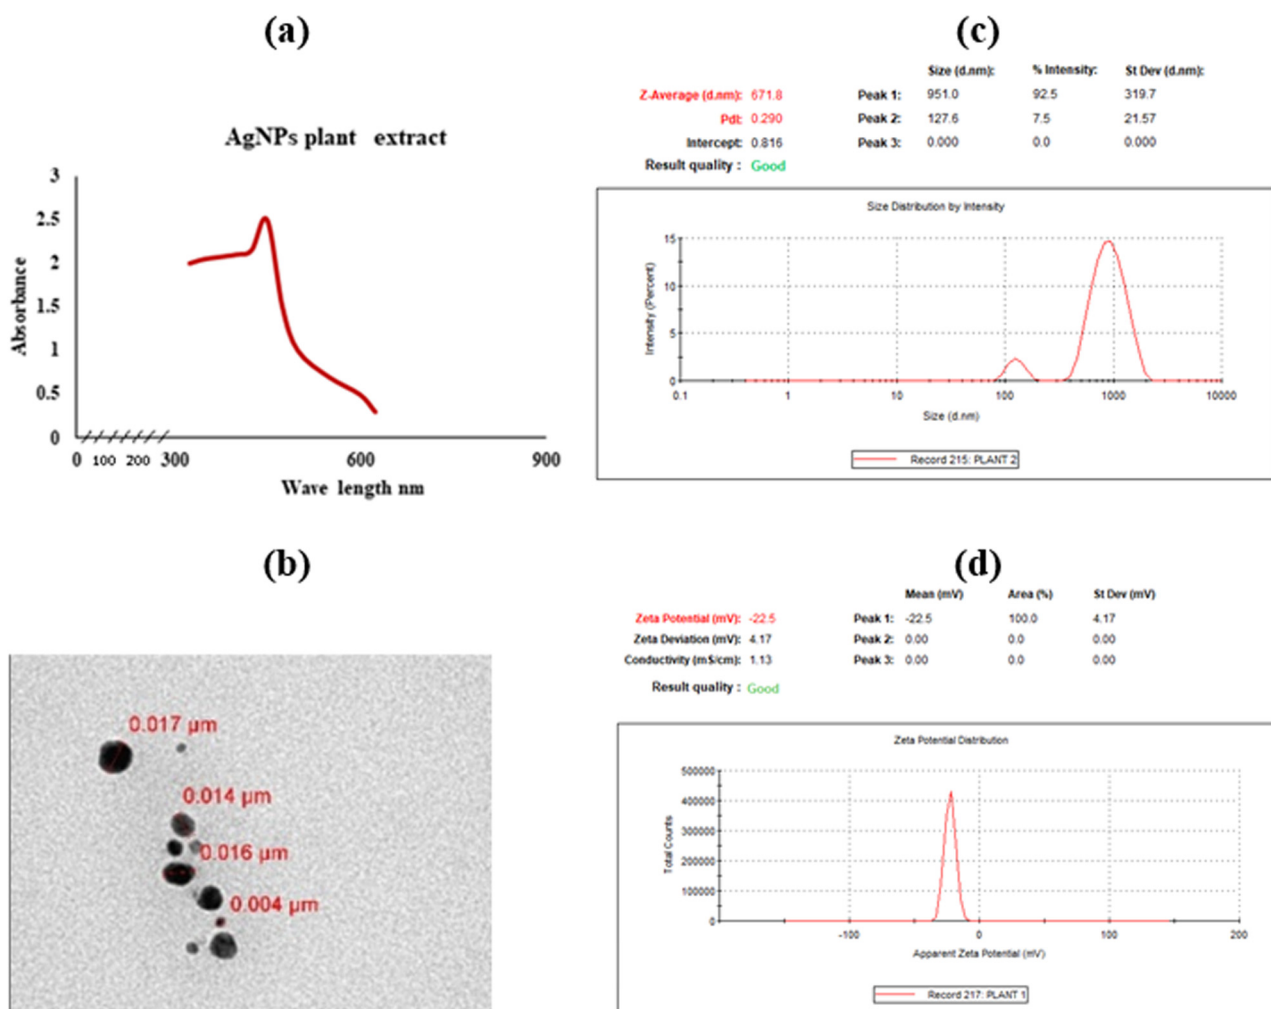 (a)
AgNPs plant extract
3
2.5
2
1.5
1
0.5
0
Absorbance
0 100 200 300 600 900
Wave length nm
(b)
0.017 µm
0.014 µm
0.016 µm
0.004 µm
(c)
Size (d.nm): % Intensity: St Dev (d.nm):
Z-Average (d.nm): 671.8 Peak 1: 951.0 92.5 319.7
PdI: 0.290 Peak 2: 127.6 7.5 21.57
Intercept: 0.816 Peak 3: 0.000 0.0 0.000
Result quality : Good
Size Distribution by Intensity
15
10
5
0
Intensity (Percent)
0.1 1 10 100 1000 10000
Size (d.nm)
Record 215: PLANT 2
(d)
Mean (mV) Area (%) St Dev (mV)
Zeta Potential (mV): -22.5 Peak 1: -22.5 100.0 4.17
Zeta Deviation (mV): 4.17 Peak 2: 0.00 0.0 0.00
Conductivity (mS/cm): 1.13 Peak 3: 0.00 0.0 0.00
Result quality : Good
Zeta Potential Distribution
500000
400000
300000
200000
100000
0
Total Counts
-100 0 100 200
Apparent Zeta Potential (mV)
Record 217: PLANT 1